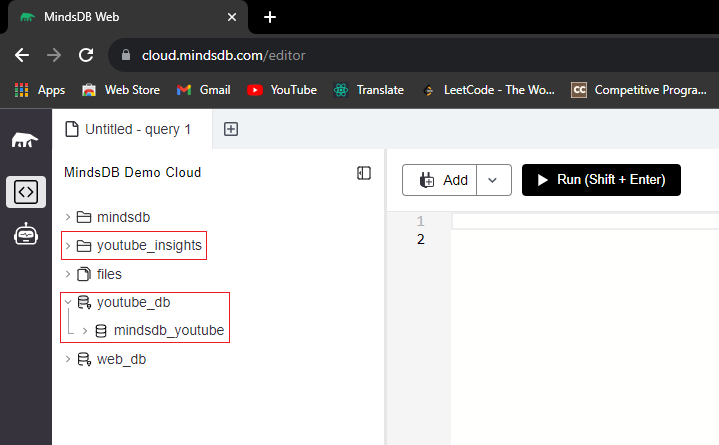 MindsDB Web
cloud.mindsdb.com/editor
Apps Web Store Gmail YouTube Translate LeetCode - The Wo... CC Competitive Progra...
Untitled - query 1
MindsDB Demo Cloud
Add Run (Shift + Enter)
mindsdb
youtube_insights
files
youtube_db
mindsdb_youtube
web_db
1
2